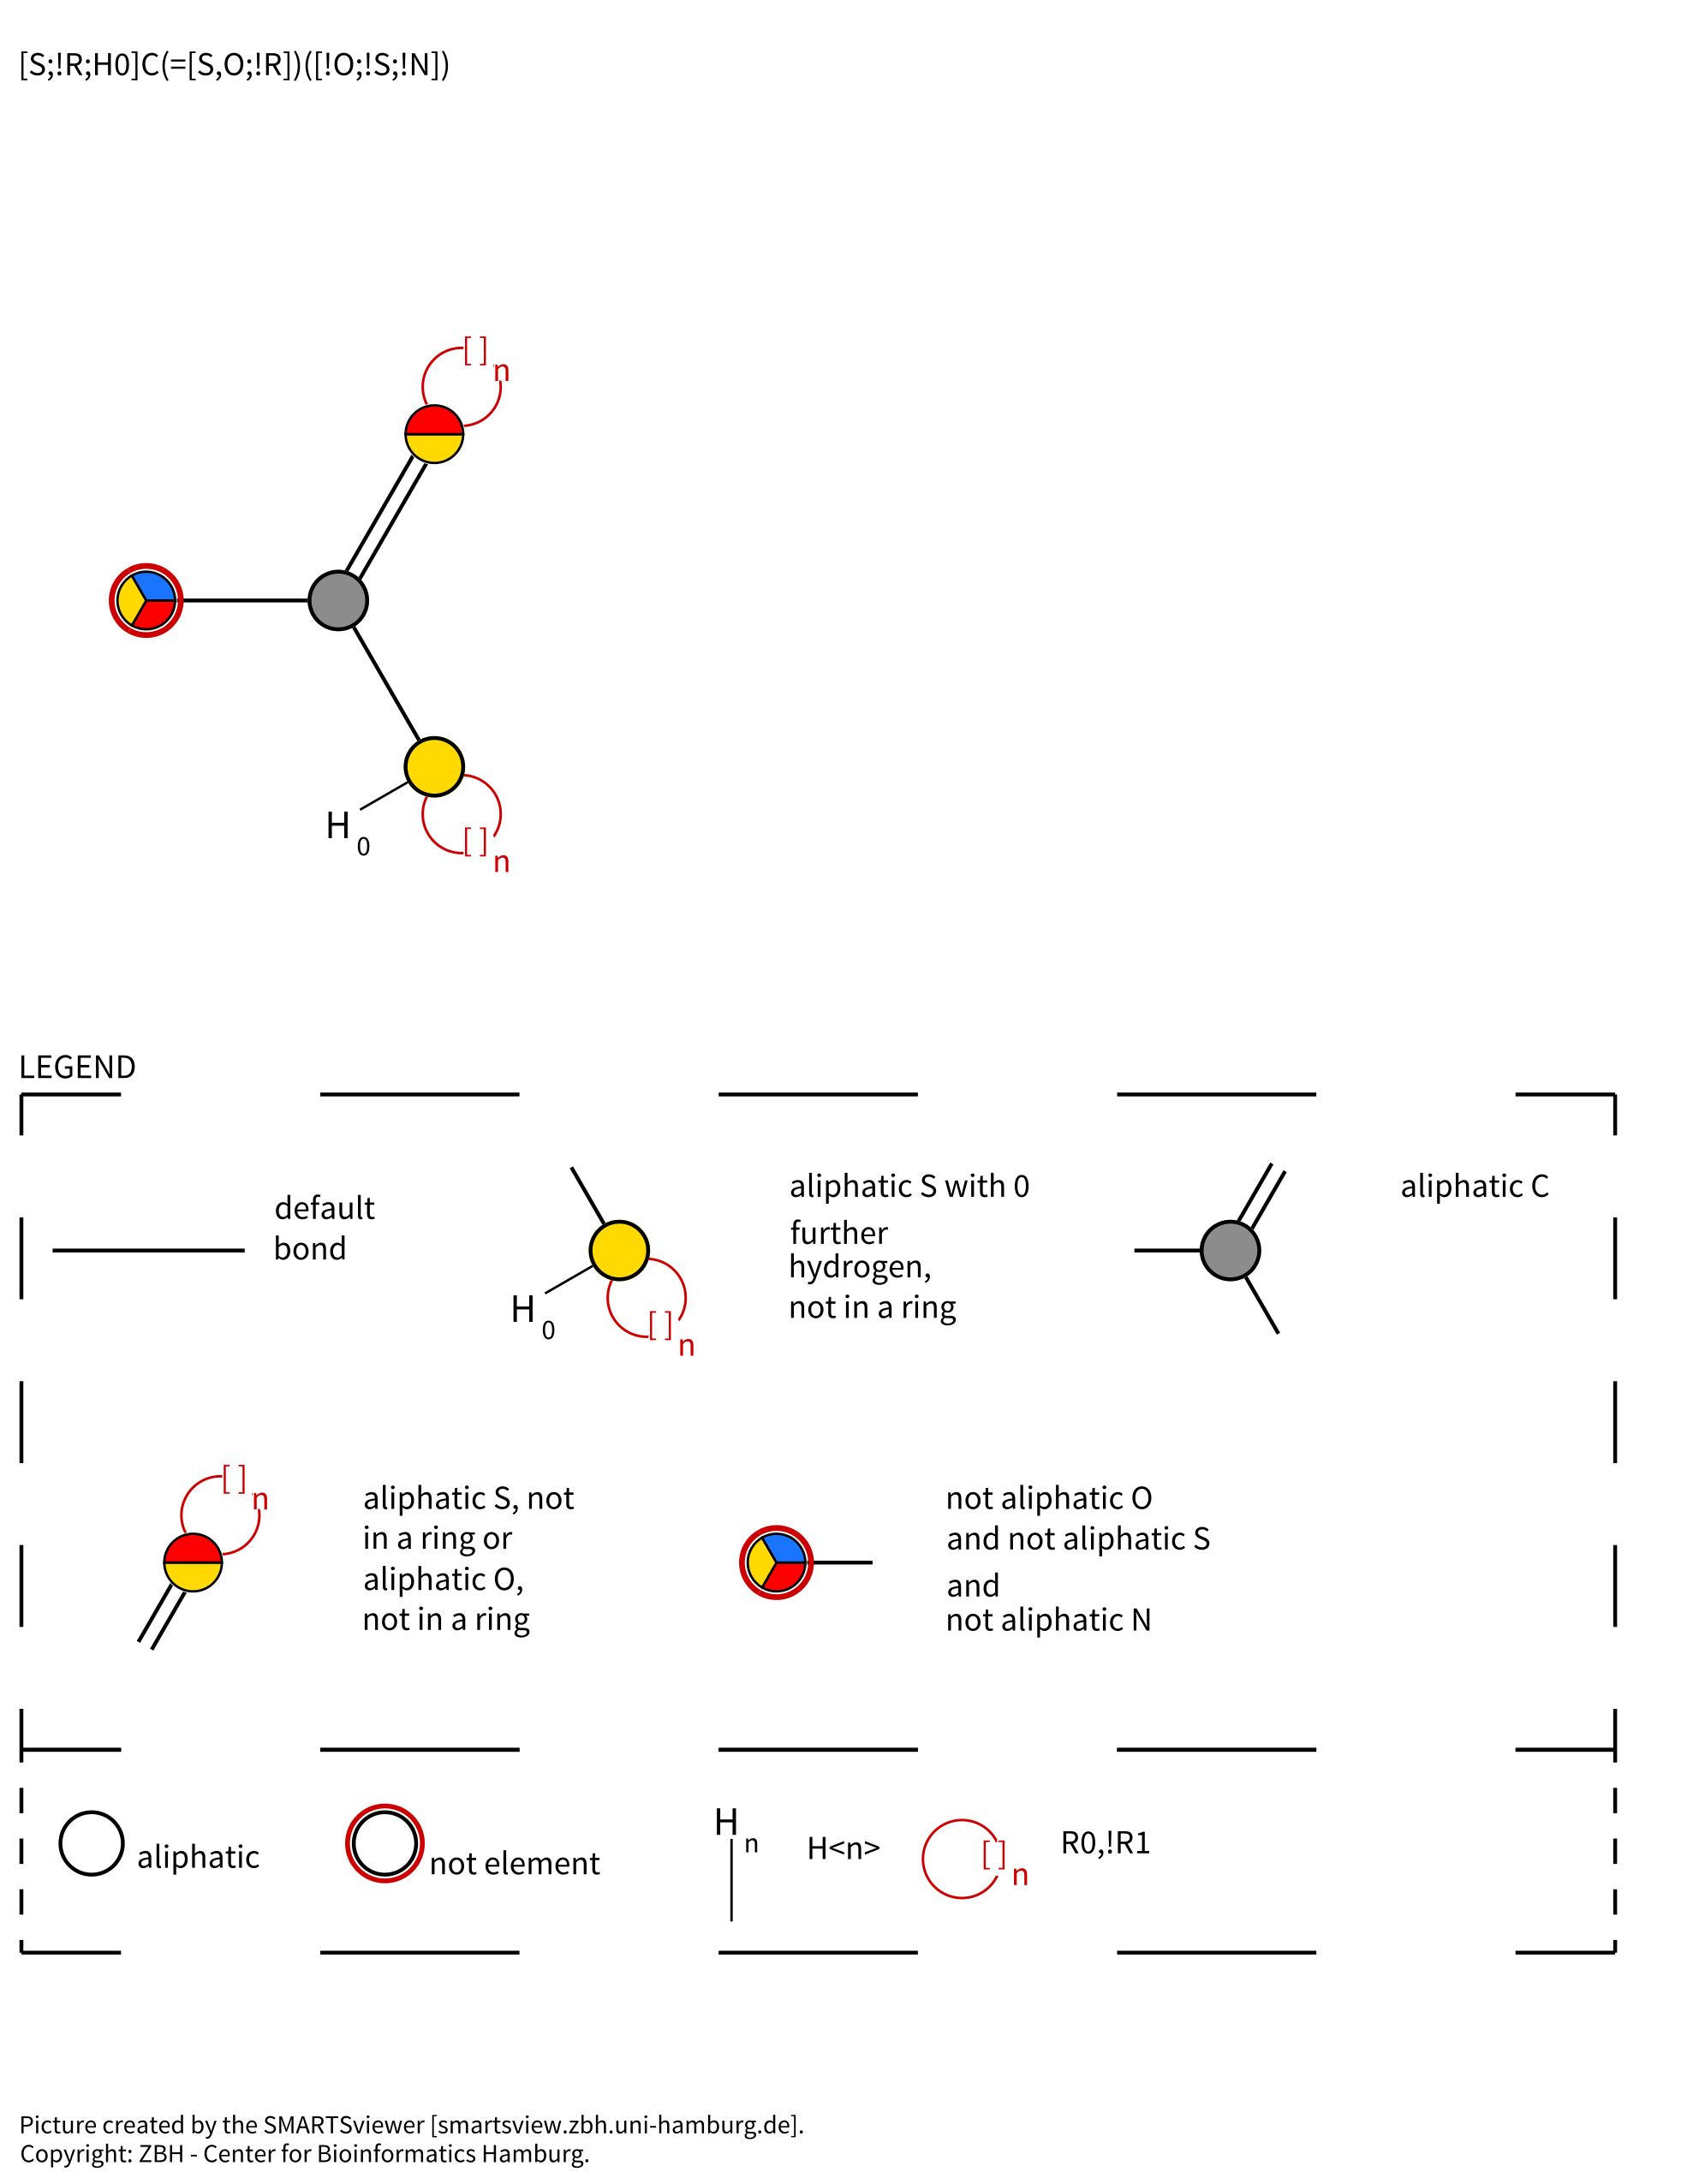 [S;!R;H0]C(=[S,O;!R])([!O;!S;!N])
[ ]
n
H
0
[ ]
n
LEGEND
default
bond
H
0
[ ]
n
aliphatic S with 0
further
hydrogen,
not in a ring
aliphatic C
[ ]
n
aliphatic S, not
in a ring or
aliphatic O,
not in a ring
not aliphatic O
and not aliphatic S
and
not aliphatic N
aliphatic
not element
H
n
H<n>
[ ]
n
R0,!R1
Picture created by the SMARTSviewer [smartsview.zbh.uni-hamburg.de].
Copyright: ZBH - Center for Bioinformatics Hamburg.